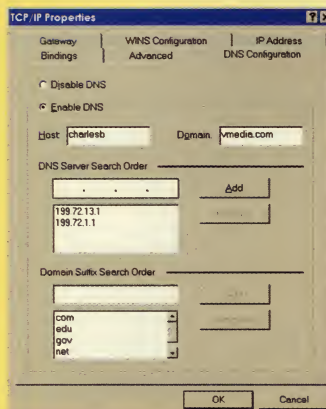 TCP/IP Properties
Gateway WINS Configuration IP Address
Bindings Advanced DNS Configuration
Disable DNS
Enable DNS
Host: charlesb Domain: vmedia.com
DNS Server Search Order
. . . Add
199.72.13.1
199.72.1.1
Domain Suffix Search Order
com
edu
gov
net
OK Cancel